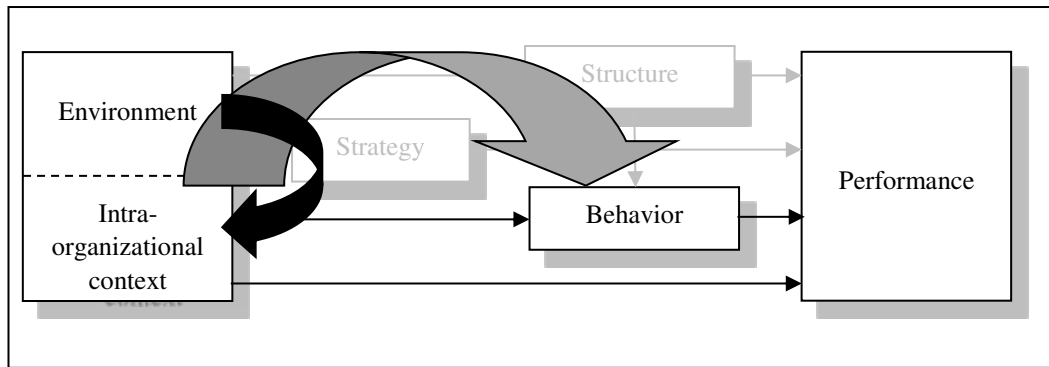 Structure
Environment
Strategy
Performance
Intra-
organizational
context
Behavior